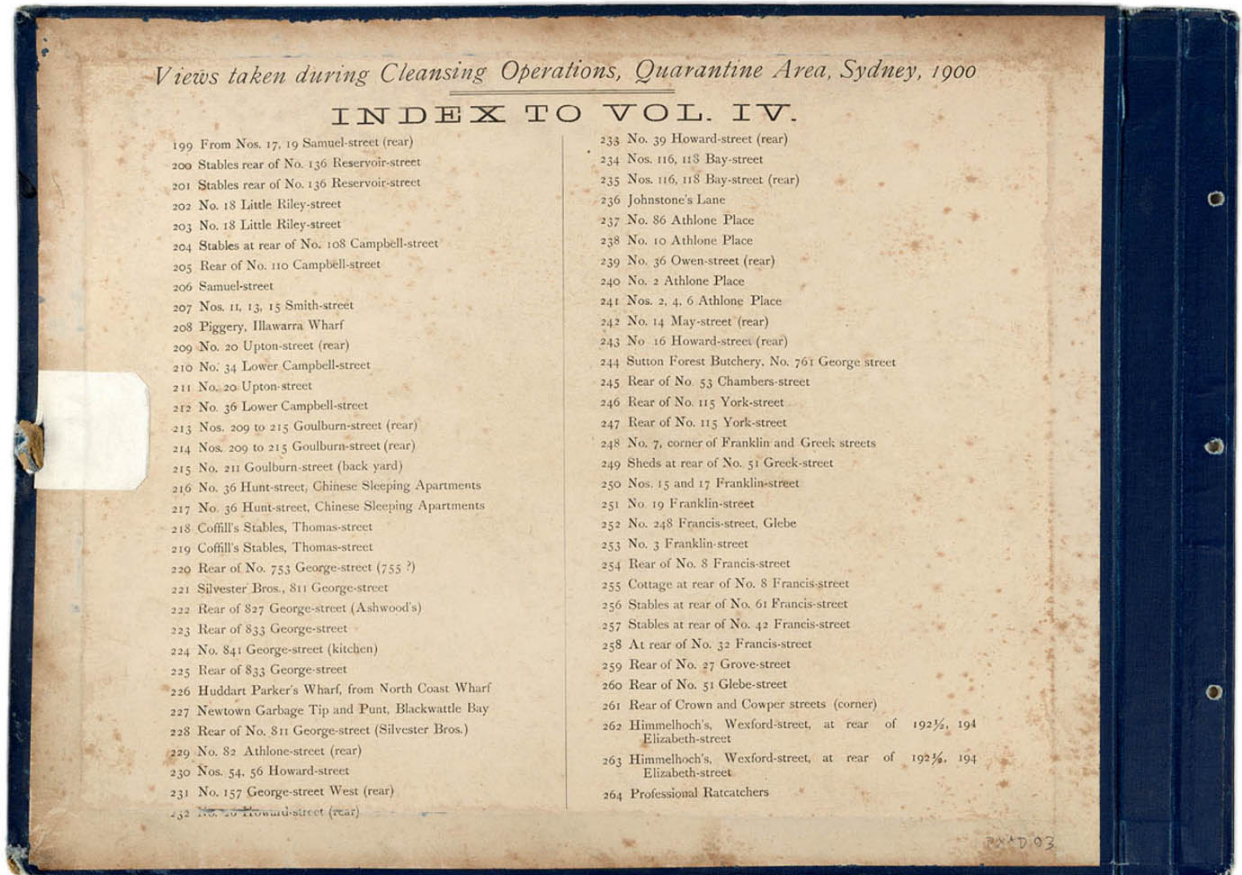 Views taken during Cleansing Operations, Quarantine Area, Sydney, 1900
INDEX TO VOL. IV.
199 From Nos. 17, 19 Samuel-street (rear)
200 Stables rear of No. 136 Reservoir-street
201 Stables rear of No. 136 Reservoir-street
202 No. 18 Little Riley-street
203 No. 18 Little Riley-street
204 Stables at rear of No. 108 Campbell-street
205 Rear of No. 110 Campbell-street
206 Samuel-street
207 Nos. 11, 13, 15 Smith-street
208 Piggery, Illawarra Wharf
209 No. 20 Upton-street (rear)
210 No. 34 Lower Campbell-street
211 No. 20 Upton-street
212 No. 36 Lower Campbell-street
213 Nos. 209 to 215 Goulburn-street (rear)
214 Nos. 209 to 215 Goulburn-street (rear)
215 No. 211 Goulburn-street (back yard)
216 No. 36 Hunt-street, Chinese Sleeping Apartments
217 No. 36 Hunt-street, Chinese Sleeping Apartments
218 Coffill's Stables, Thomas-street
219 Coffill's Stables, Thomas-street
220 Rear of No. 753 George-street (755 ?)
221 Silvester Bros., 811 George-street
222 Rear of 827 George-street (Ashwood's)
223 Rear of 833 George-street
224 No. 841 George-street (kitchen)
225 Rear of 833 George-street
226 Huddart Parker's Wharf, from North Coast Wharf
227 Newtown Garbage Tip and Punt, Blackwattle Bay
228 Rear of No. 811 George-street (Silvester Bros.)
229 No. 82 Athlone-street (rear)
230 Nos. 54, 56 Howard-street
231 No. 157 George-street West (rear)
232 No. Howard-street (rear)
233 No. 39 Howard-street (rear)
234 Nos. 116, 118 Bay-street
235 Nos. 116, 118 Bay-street (rear)
236 Johnstone's Lane
237 No. 86 Athlone Place
238 No. 10 Athlone Place
239 No. 36 Owen-street (rear)
240 No. 2 Athlone Place
241 Nos. 2, 4, 6 Athlone Place
242 No. 14 May-street (rear)
243 No 16 Howard-street (rear)
244 Sutton Forest Butchery, No. 761 George street
245 Rear of No. 53 Chambers-street
246 Rear of No. 115 York-street
247 Rear of No. 115 York-street
248 No. 7, corner of Franklin and Greek streets
249 Sheds at rear of No. 51 Greek-street
250 Nos. 15 and 17 Franklin-street
251 No. 19 Franklin-street
252 No. 248 Francis-street, Glebe
253 No. 3 Franklin-street
254 Rear of No. 8 Francis-street
255 Cottage at rear of No. 8 Francis-street
256 Stables at rear of No. 61 Francis-street
257 Stables at rear of No. 42 Francis-street
258 At rear of No. 32 Francis-street
259 Rear of No. 27 Grove-street
260 Rear of No. 51 Glebe-street
261 Rear of Crown and Cowper streets (corner)
262 Himmelhoch's, Wexford-street, at rear of 192½, 194
Elizabeth-street
263 Himmelhoch's, Wexford-street, at rear of 192½, 194
Elizabeth-street
264 Professional Ratcatchers